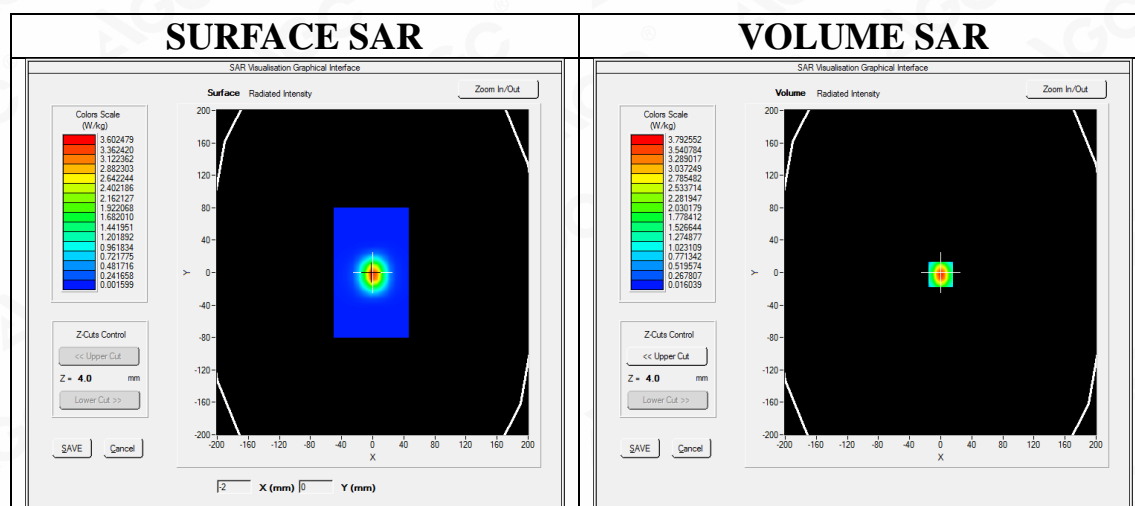 SURFACE SAR
SAR Visualisation Graphical Interface
Surface Radiated Intensity
Zoom In/Out
Colors Scale
(W/kg)
3.602479
3.362420
3.122362
2.882303
2.642244
2.402186
2.162127
1.922068
1.682010
1.441951
1.201892
0.961834
0.721775
0.481716
0.241658
0.001599
Z-Cuts Control
<< Upper Cut
Z = 4.0 mm
Lower Cut >>
SAVE Cancel
200
160
120
80
40
0
-40
-80
-120
-160
-200
Y
-200 -160 -120 -80 -40 0 40 80 120 160 200
X
-2 X (mm) 0 Y (mm)
VOLUME SAR
SAR Visualisation Graphical Interface
Volume Radiated Intensity
Zoom In/Out
Colors Scale
(W/kg)
3.792552
3.540784
3.289017
3.037249
2.785482
2.533714
2.281947
2.030179
1.778412
1.526644
1.274877
1.023109
0.771342
0.519574
0.267807
0.016039
Z-Cuts Control
<< Upper Cut
Z = 4.0 mm
Lower Cut >>
SAVE Cancel
200
160
120
80
40
0
-40
-80
-120
-160
-200
Y
-200 -160 -120 -80 -40 0 40 80 120 160 200
X